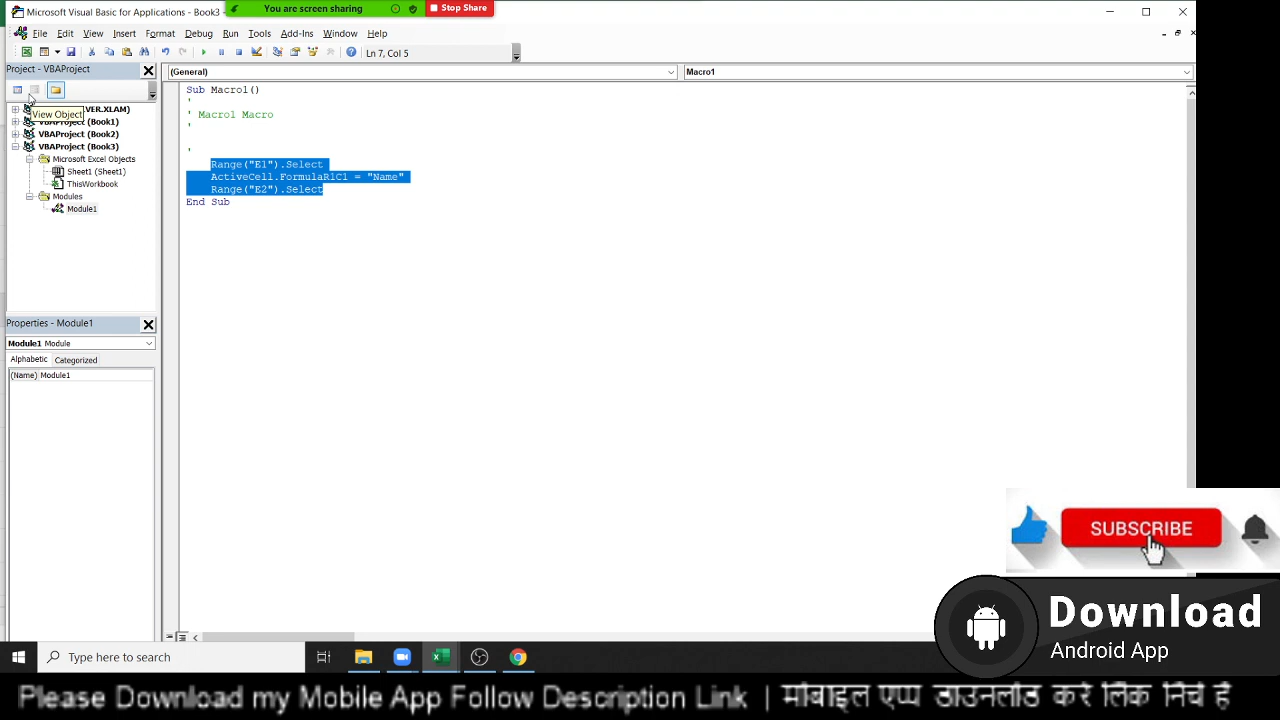 Microsoft Visual Basic for Applications - Book3 -
You are screen sharing
Stop Share
File Edit View Insert Format Debug Run Tools Add-Ins Window Help
Ln 7, Col 5
Project - VBAProject
(General)
Macro1
VER.XLAM)
View Object
VBAProject (Book1)
VBAProject (Book2)
VBAProject (Book3)
Microsoft Excel Objects
Sheet1 (Sheet1)
ThisWorkbook
Modules
Module1
Sub Macro1()
'
' Macro1 Macro
'
'
Range("E1").Select
ActiveCell.FormulaR1C1 = "Name"
Range("E2").Select
End Sub
Properties - Module1
Module1 Module
Alphabetic Categorized
(Name) Module1
SUBSCRIBE
Download
Android App
Type here to search
Please Download my Mobile App Follow Description Link | मोबाइल एप्प डाउनलोड करे लिंक निचे है